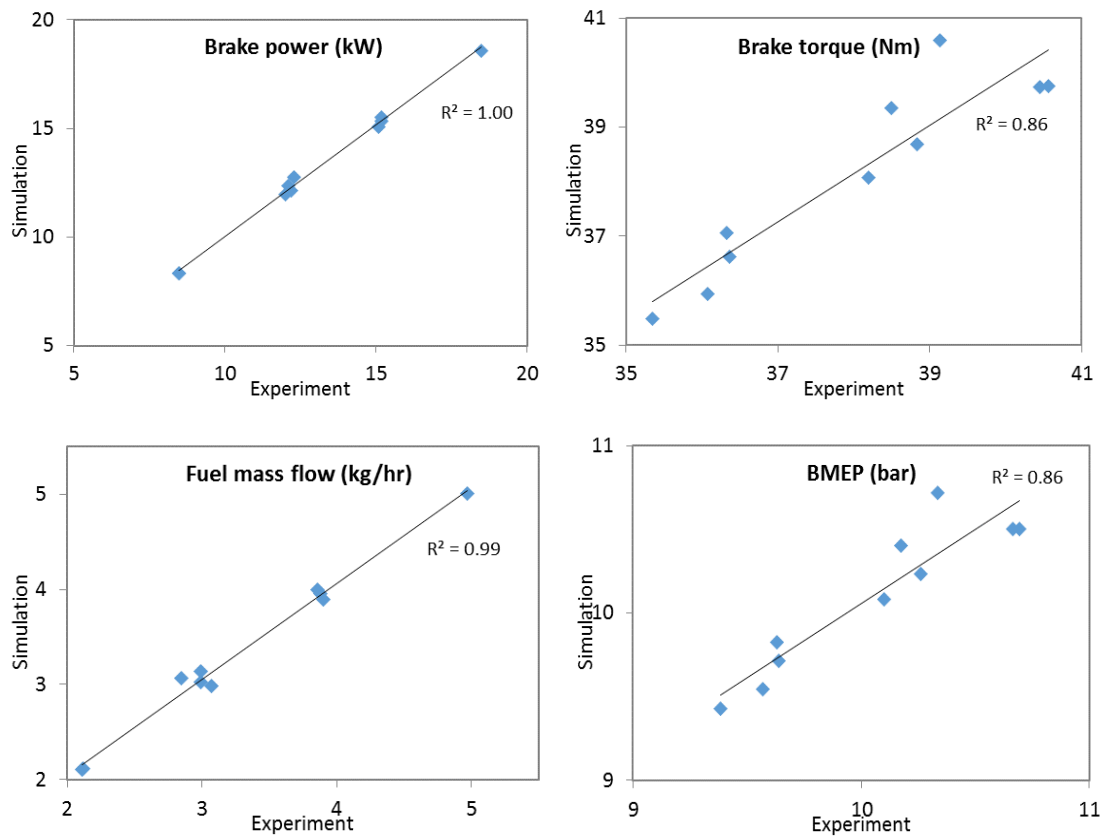 20
Brake power (kW)
R² = 1.00
15
Simulation
10
5
5
10
15
20
Experiment
41
Brake torque (Nm)
39
R² = 0.86
Simulation
37
35
35
37
39
41
Experiment
Fuel mass flow (kg/hr)
5
R² = 0.99
4
Simulation
3
2
2
3
4
5
Experiment
11
BMEP (bar)
R² = 0.86
10
Simulation
9
9
10
11
Experiment